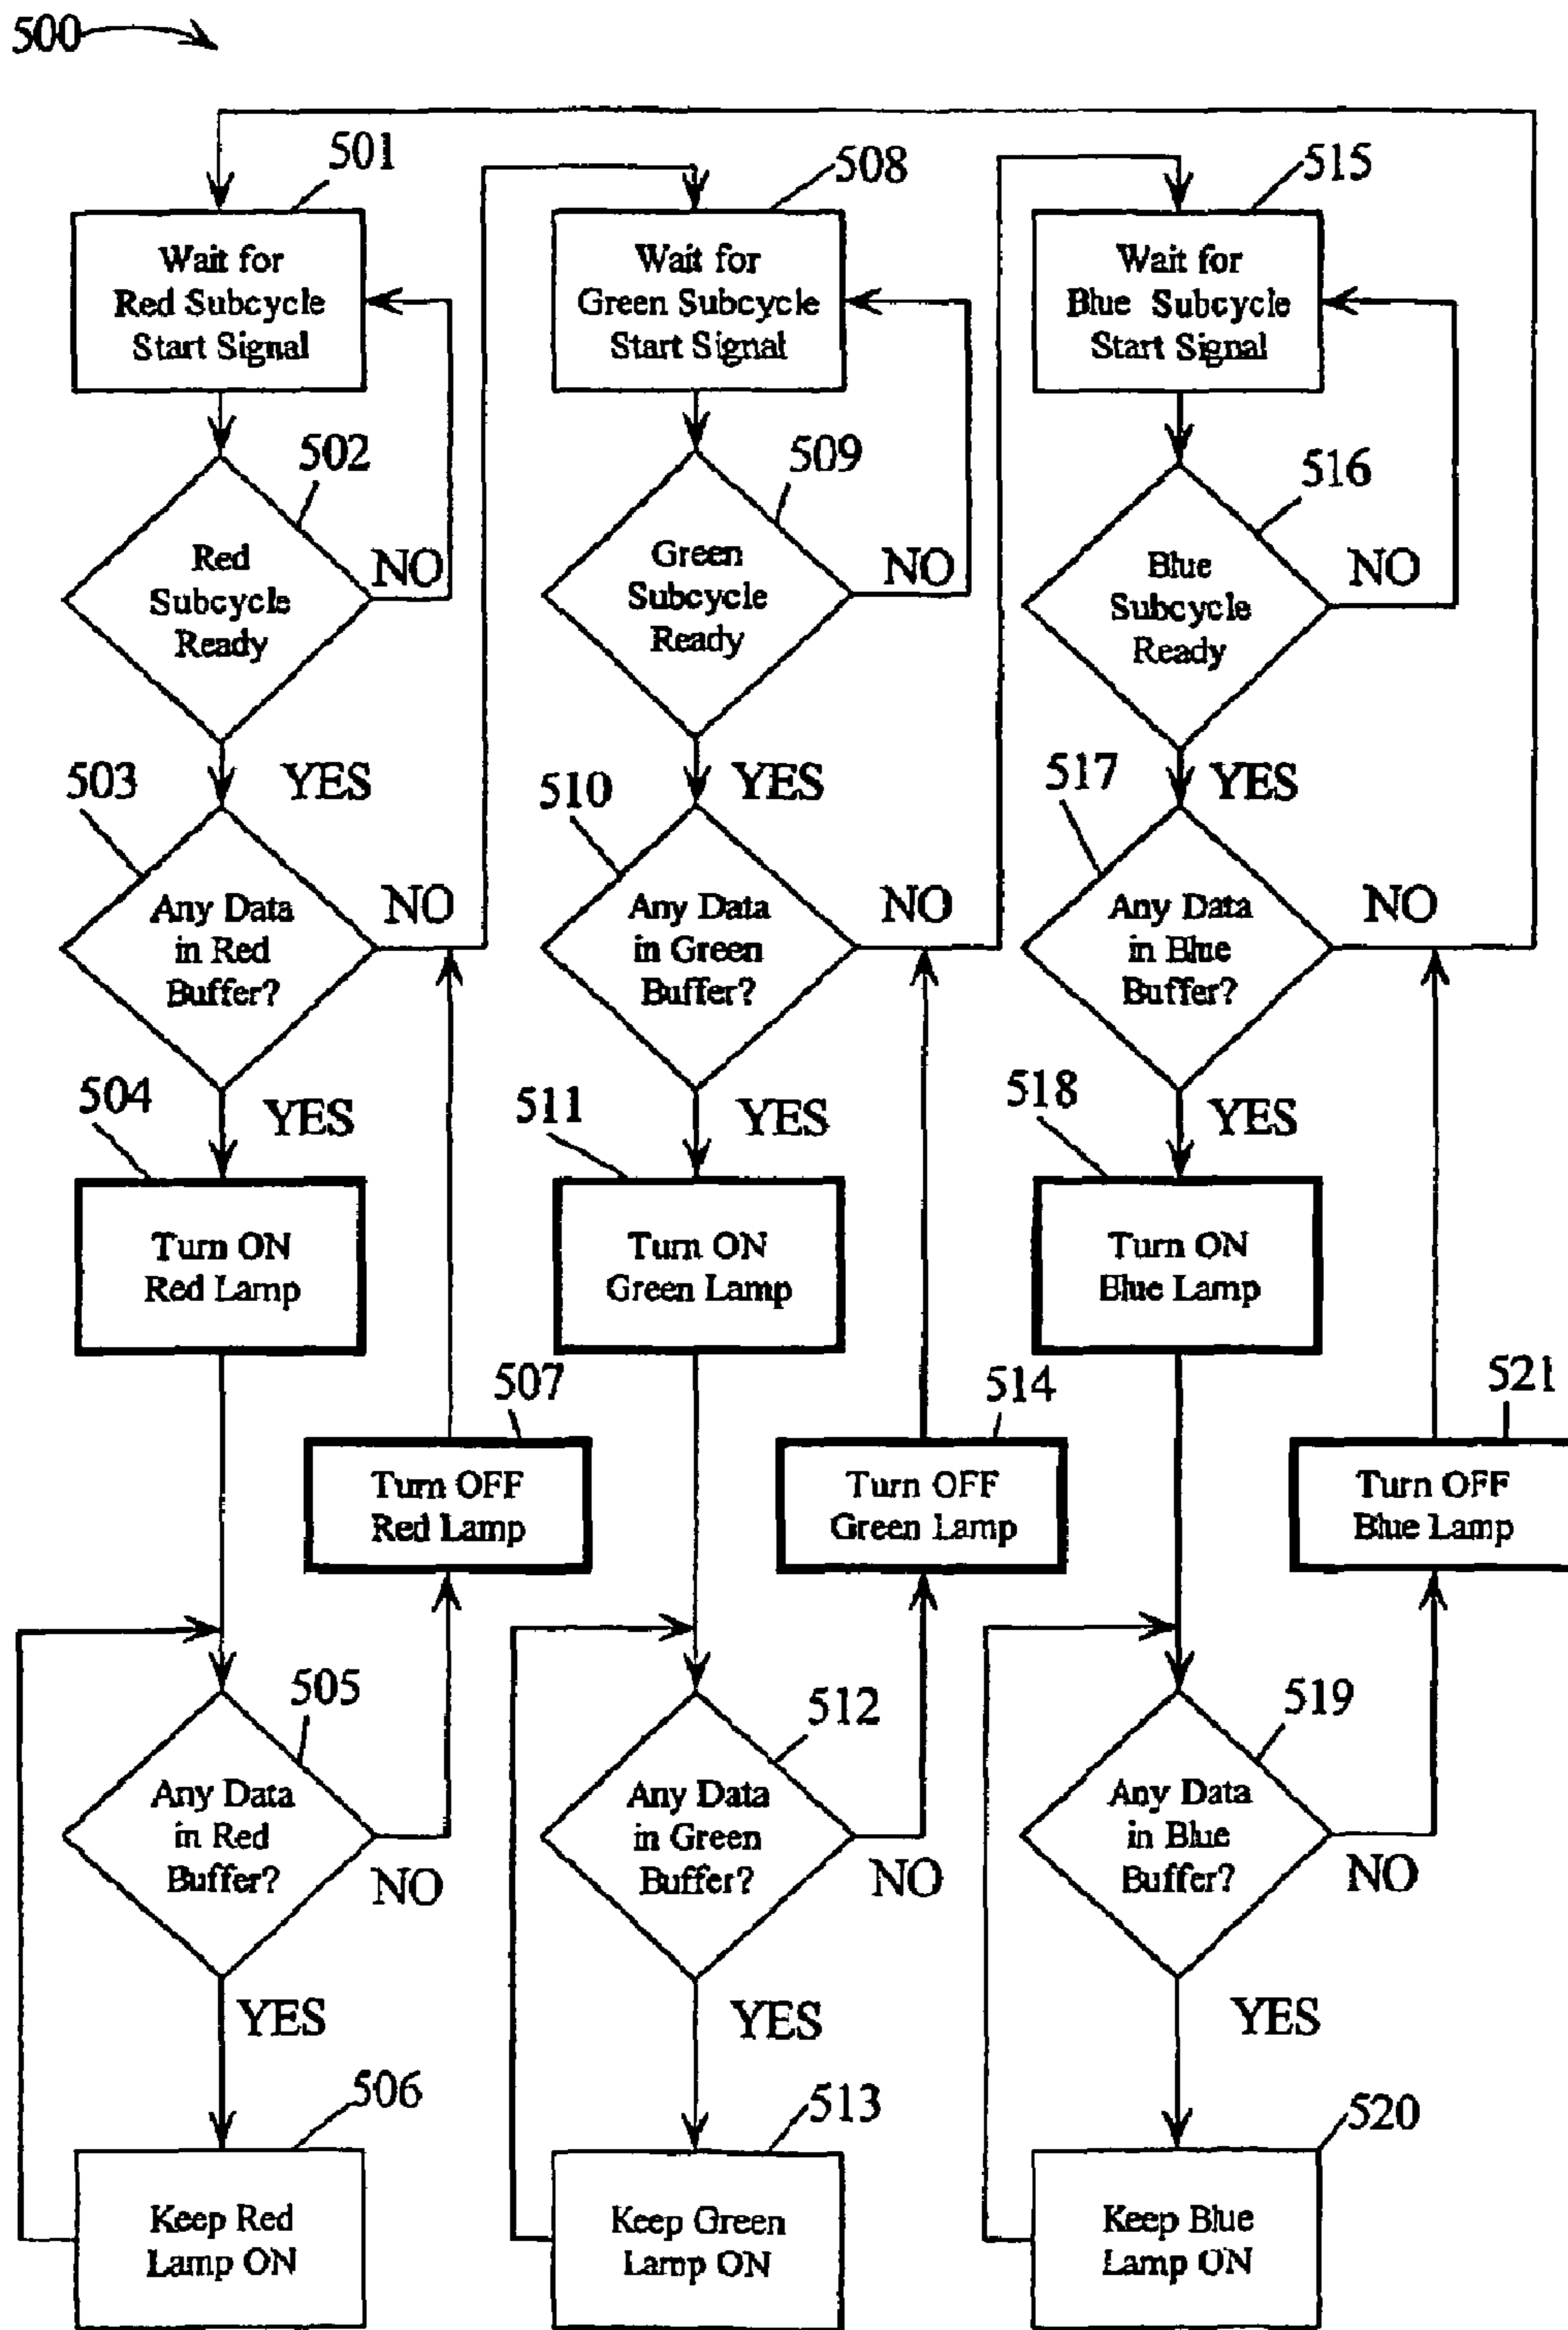 500
501
Wait for
Red Subcycle
Start Signal
502
Red
Subcycle
Ready
NO
YES
503
Any Data
in Red
Buffer?
NO
YES
504
Turn ON
Red Lamp
507
Turn OFF
Red Lamp
505
Any Data
in Red
Buffer?
NO
YES
506
Keep Red
Lamp ON
508
Wait for
Green Subcycle
Start Signal
509
Green
Subcycle
Ready
NO
YES
510
Any Data
in Green
Buffer?
NO
YES
511
Turn ON
Green Lamp
514
Turn OFF
Green Lamp
512
Any Data
in Green
Buffer?
NO
YES
513
Keep Green
Lamp ON
515
Wait for
Blue Subcycle
Start Signal
516
Blue
Subcycle
Ready
NO
YES
517
Any Data
in Blue
Buffer?
NO
YES
518
Turn ON
Blue Lamp
521
Turn OFF
Blue Lamp
519
Any Data
in Blue
Buffer?
NO
YES
520
Keep Blue
Lamp ON